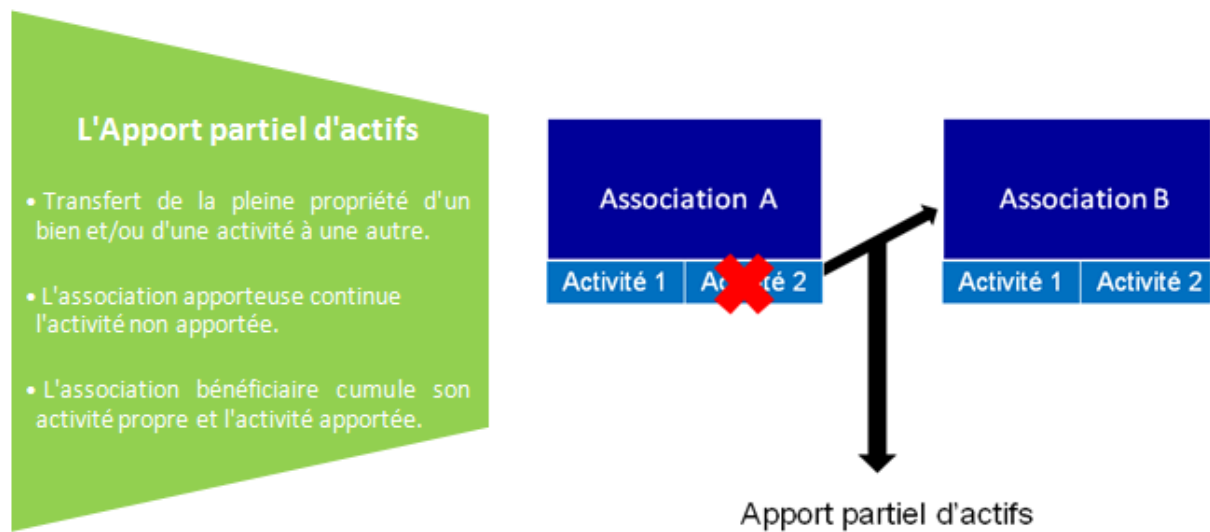 L'Apport partiel d'actifs
• Transfert de la pleine propriété d'un
bien et/ou d'une activité à une autre.
• L'association apporteuse continue
l'activité non apportée.
• L'association bénéficiaire cumule son
activité propre et l'activité apportée.
Association A
Activité 1
Activité 2
Association B
Activité 1
Activité 2
Apport partiel d'actifs